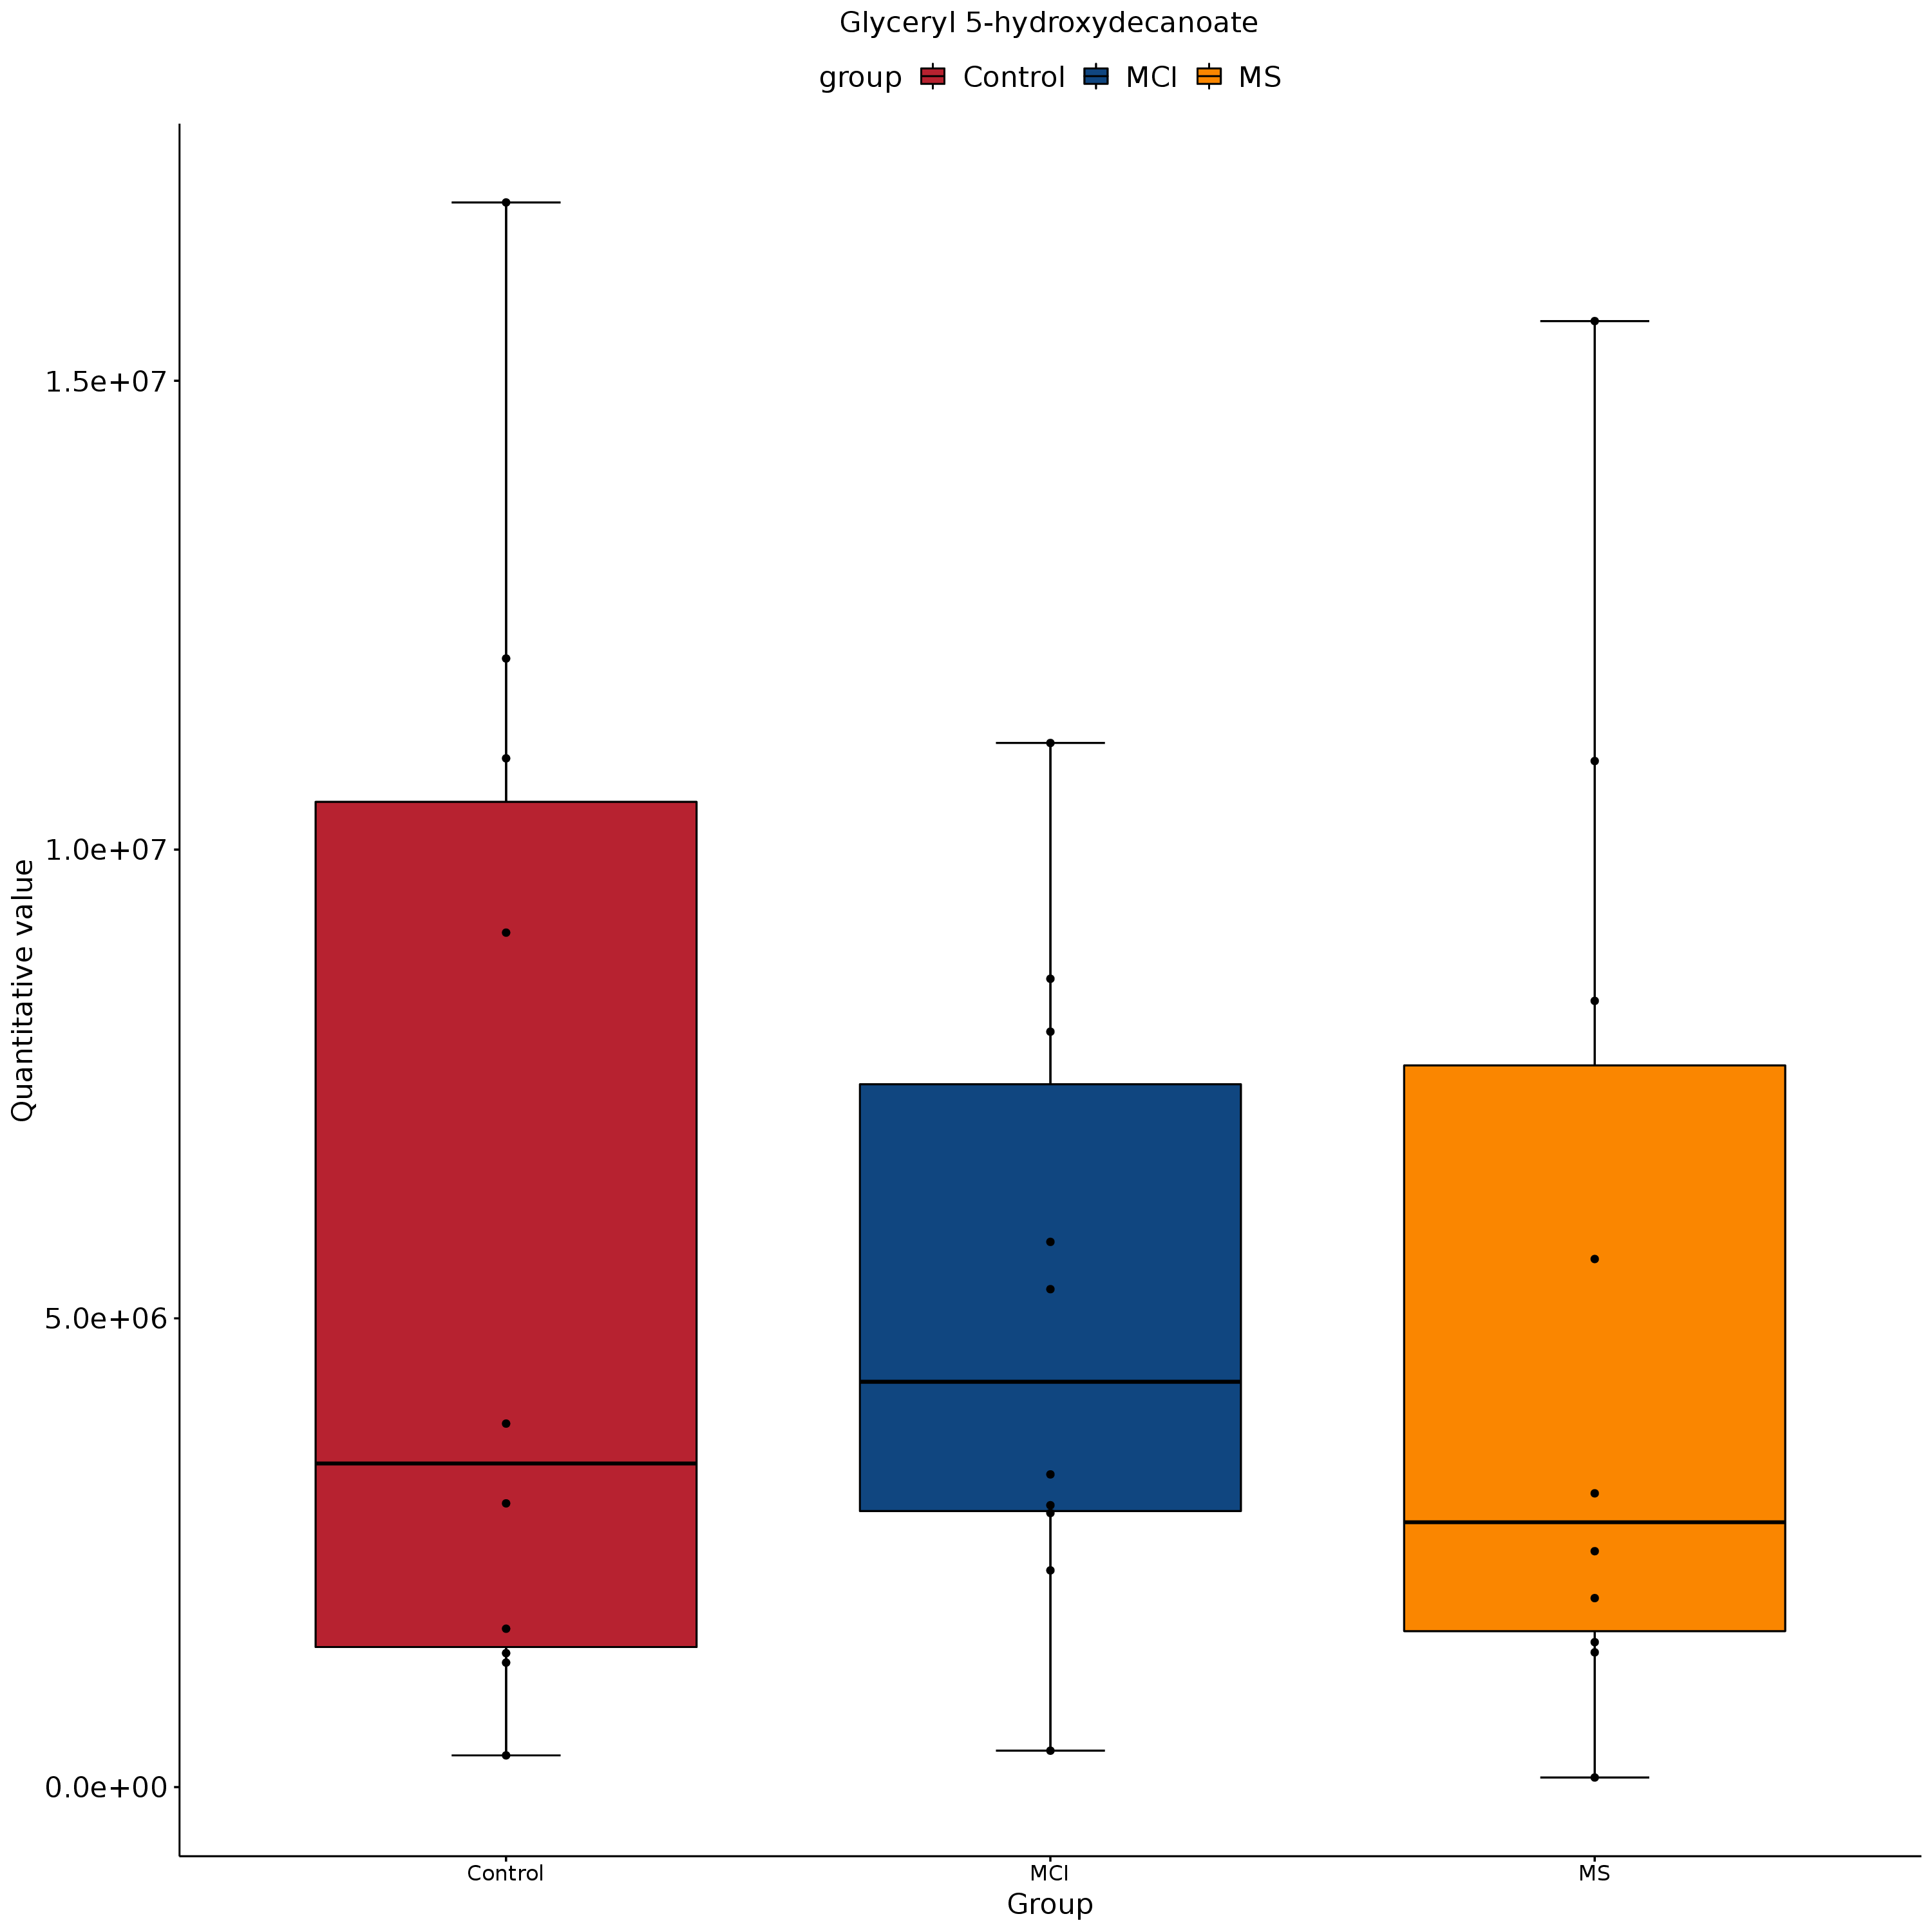 Glyceryl 5-hydroxydecanoate
group Control MCI MS
1.5e+07
1.0e+07
5.0e+06
0.0e+00
Quantitative value
Control MCI MS
Group